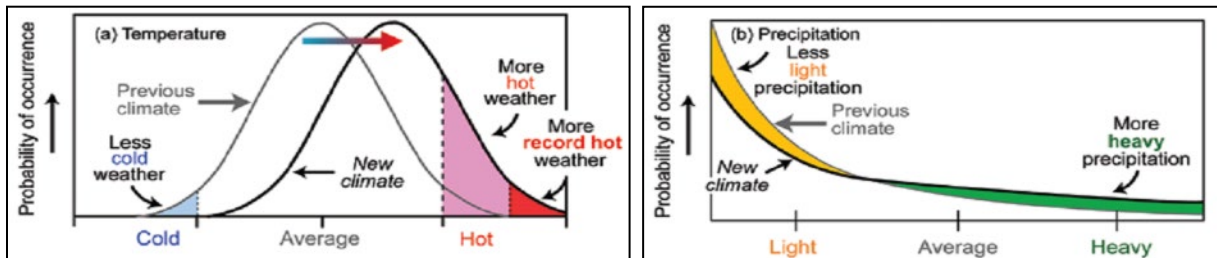 Probability of occurrence
(a) Temperature
Previous
climate
Less
cold
weather
New
climate
More
hot
weather
More
record hot
weather
Cold
Average
Hot
Probability of occurrence
(b) Precipitation
Less
light
precipitation
Previous
climate
New
climate
More
heavy
precipitation
Light
Average
Heavy